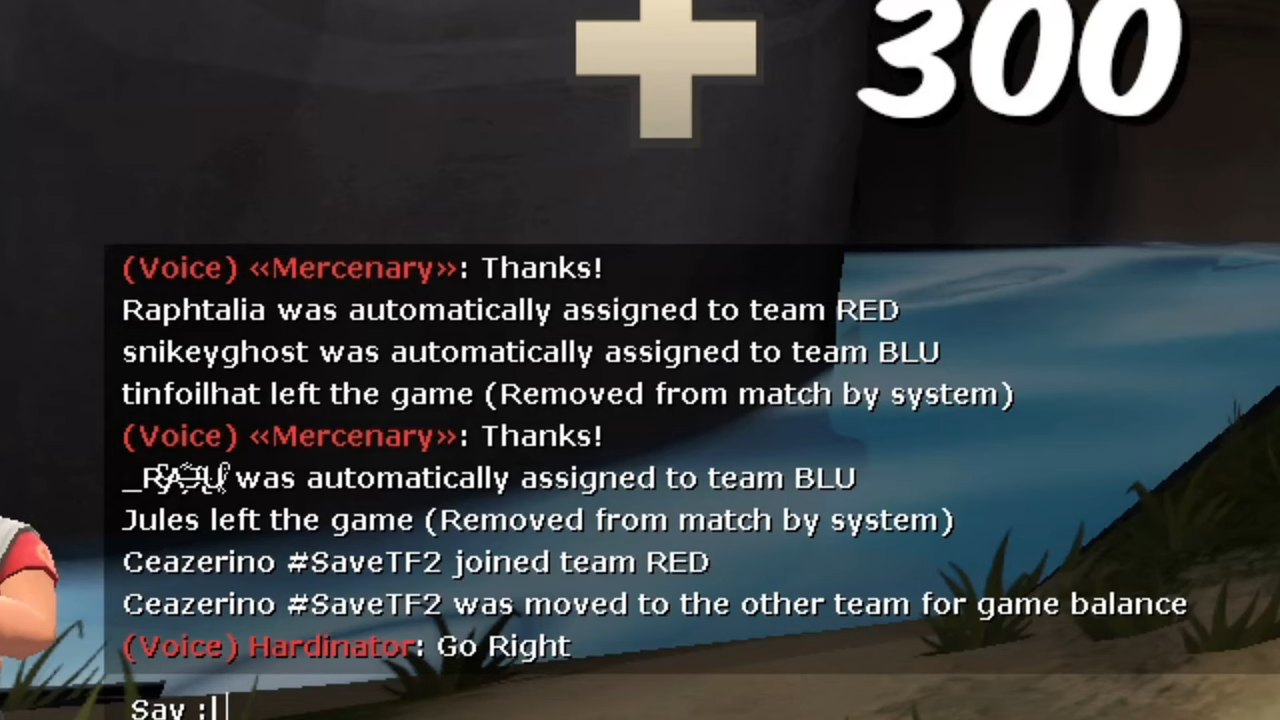 300
(Voice) «Mercenary»: Thanks!
Raphtalia was automatically assigned to team RED
snikeyghost was automatically assigned to team BLU
tinfoilhat left the game (Removed from match by system)
(Voice) «Mercenary»: Thanks!
was automatically assigned to team BLU
Jules left the game (Removed from match by system)
Ceazerino #SaveTF2 joined team RED
Ceazerino #SaveTF2 was moved to the other team for game balance
(Voice) Hardinator: Go Right
Say :